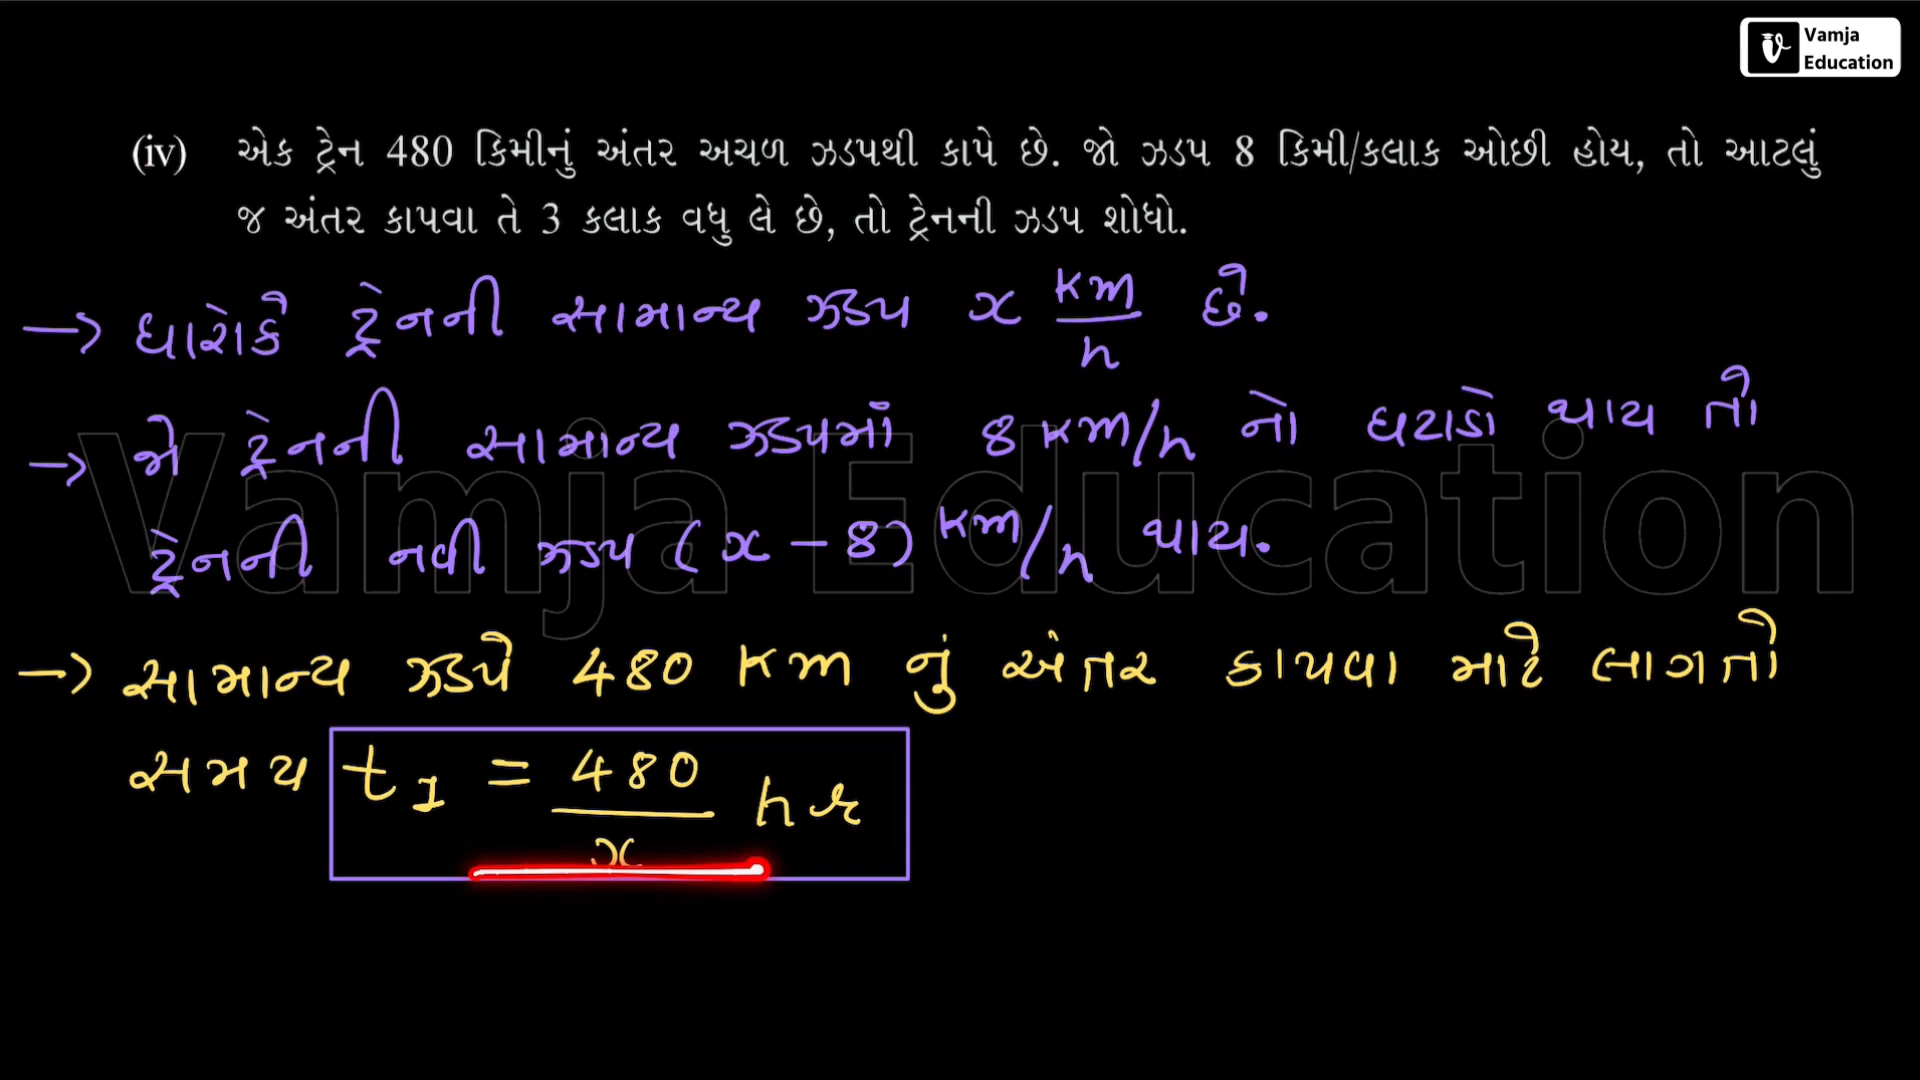 Vamja
Education
(iv) એક ટ્રેન 480 કિમીનું અંતર અચળ ઝડપથી કાપે છે. જો ઝડપ 8 કિમી/કલાક ઓછી હોય, તો આટલું
જ અંતર કાપવા તે 3 કલાક વધુ લે છે, તો ટ્રેનની ઝડપ શોધો.
→ ધારોકે ટ્રેનની સામાન્ય ઝડપ x km/h છે.
→ જો ટ્રેનની સામાન્ય ઝડપમાં 8 km/h નો ઘટાડો થાય તો
ટ્રેનની નવી ઝડપ (x - 8) km/h થાય.
Vamja Education
→ સામાન્ય ઝડપે 480 km નું અંતર કાપવા માટે લાગતો
સમય t₁ = 480/x hr